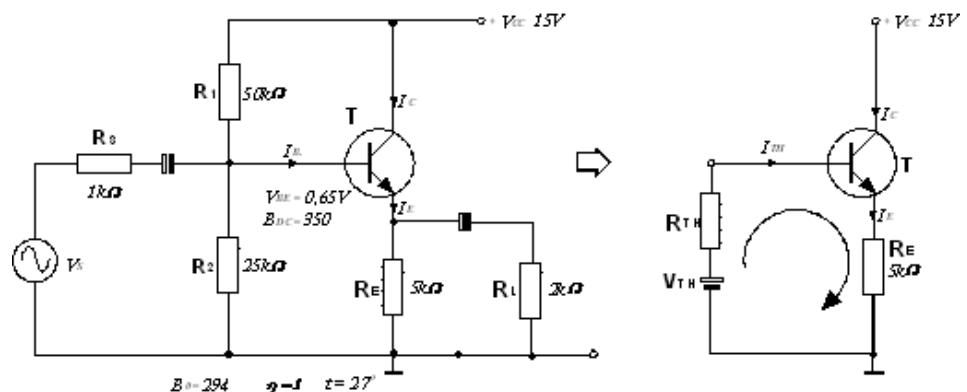 + VCC 15V
+ VCC 15V
R1
50kΩ
T
IC
IC
RS
1kΩ
IB
ITH
T
VBE = 0,65V
BDC = 350
IE
IE
RTH
RE
5kΩ
VS
R2
25kΩ
RE
5kΩ
RL
2kΩ
VTH
t = 27°